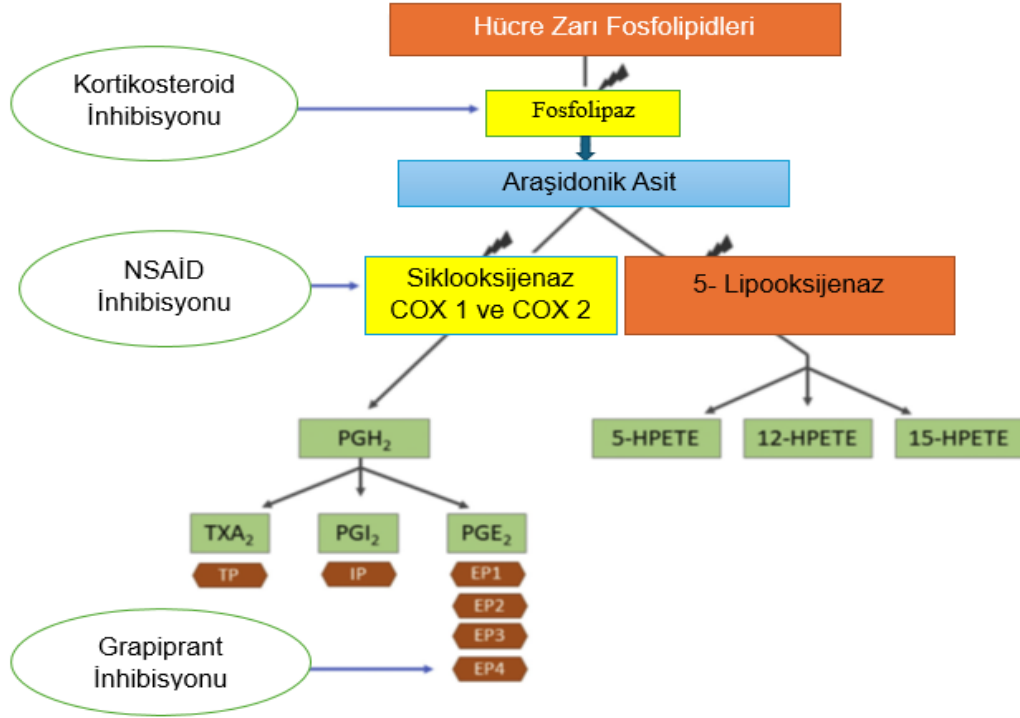 Hücre Zarı Fosfolipidleri
Kortikosteroid
İnhibisyonu
Fosfolipaz
Araşidonik Asit
NSAİD
İnhibisyonu
Siklooksijenaz
COX 1 ve COX 2
5- Lipooksijenaz
PGH₂
5-HPETE
12-HPETE
15-HPETE
TXA₂
PGI₂
PGE₂
TP
IP
EP1
EP2
EP3
EP4
Grapiprant
İnhibisyonu